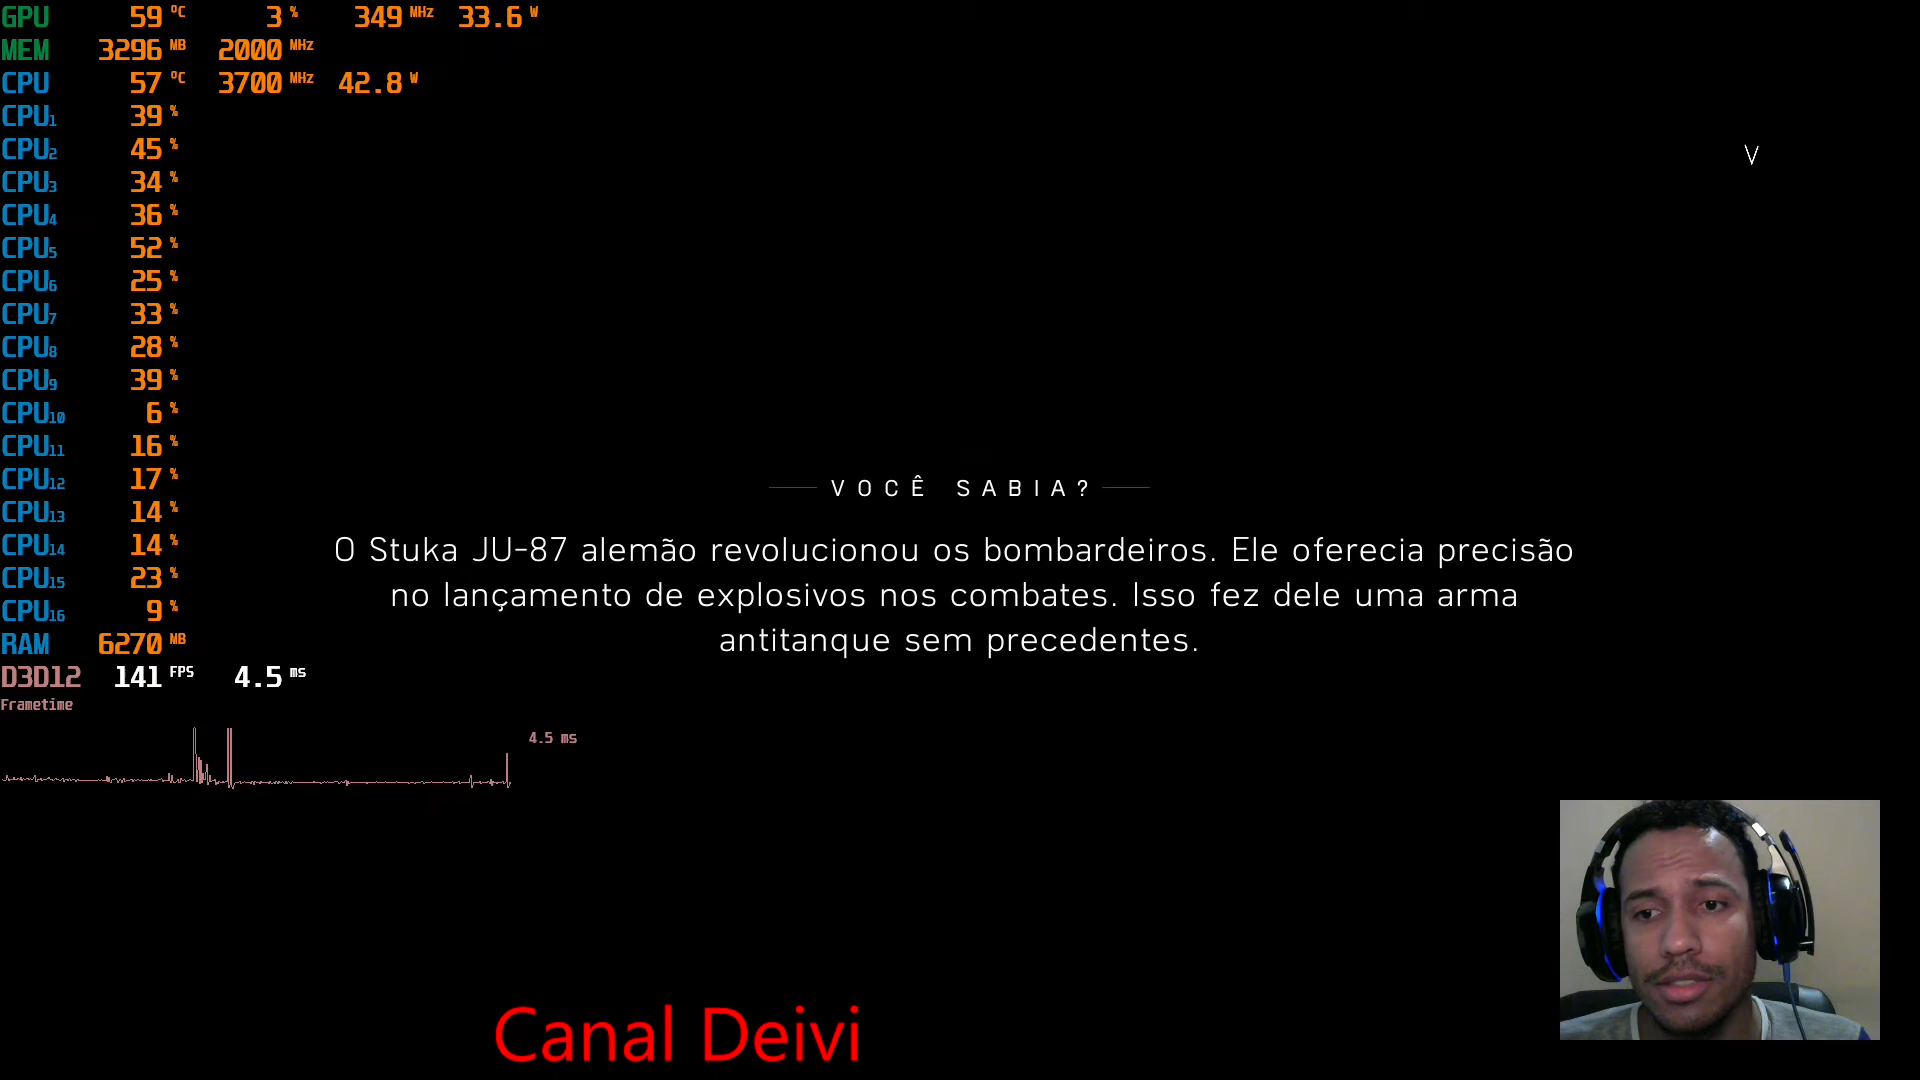 GPU 59 °C 3 % 349 MHz 33.6 W
MEM 3296 MB 2000 MHz
CPU 57 °C 3700 MHz 42.8 W
CPU1 39 %
V
CPU2 45 %
CPU3 34 %
CPU4 36 %
CPU5 52 %
CPU6 25 %
CPU7 33 %
CPU8 28 %
CPU9 39 %
CPU10 6 %
CPU11 16 %
CPU12 17 %
CPU13 14 %
CPU14 14 %
CPU15 23 %
CPU16 9 %
RAM 6270 MB
D3D12 141 FPS 4.5 ms
Frametime
4.5 ms
VOCÊ SABIA?
O Stuka JU-87 alemão revolucionou os bombardeiros. Ele oferecia precisão
no lançamento de explosivos nos combates. Isso fez dele uma arma
antitanque sem precedentes.
Canal Deivi